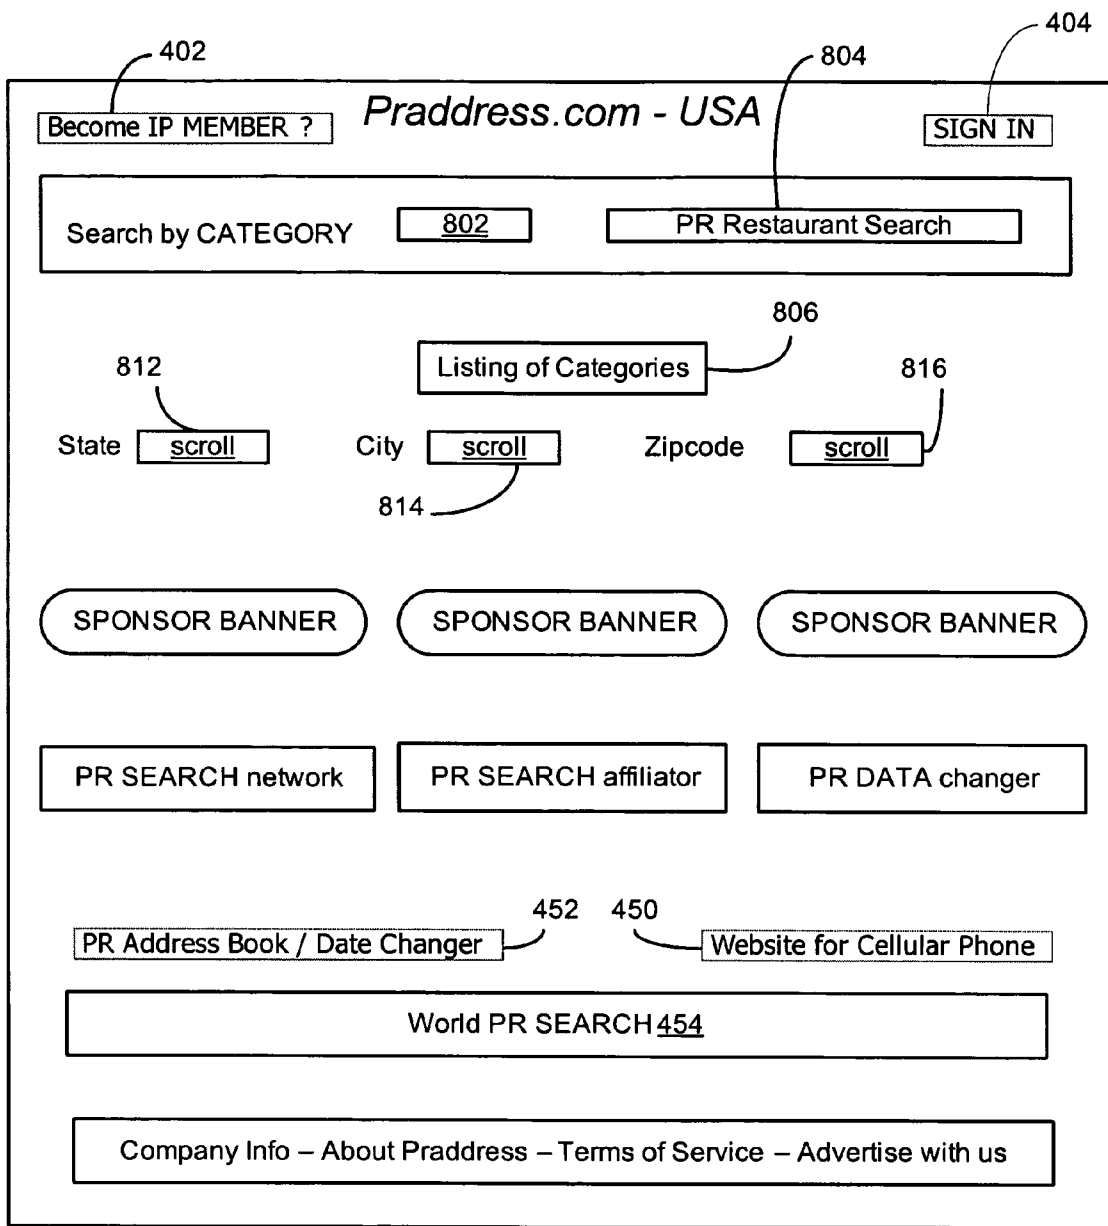 402
404
804
Praddress.com - USA
Become IP MEMBER ?
SIGN IN
Search by CATEGORY 802 PR Restaurant Search
806
812
Listing of Categories
816
State scroll City scroll Zipcode scroll
814
SPONSOR BANNER SPONSOR BANNER SPONSOR BANNER
PR SEARCH network PR SEARCH affiliator PR DATA changer
452 450
PR Address Book / Date Changer Website for Cellular Phone
World PR SEARCH 454
Company Info – About Praddress – Terms of Service – Advertise with us